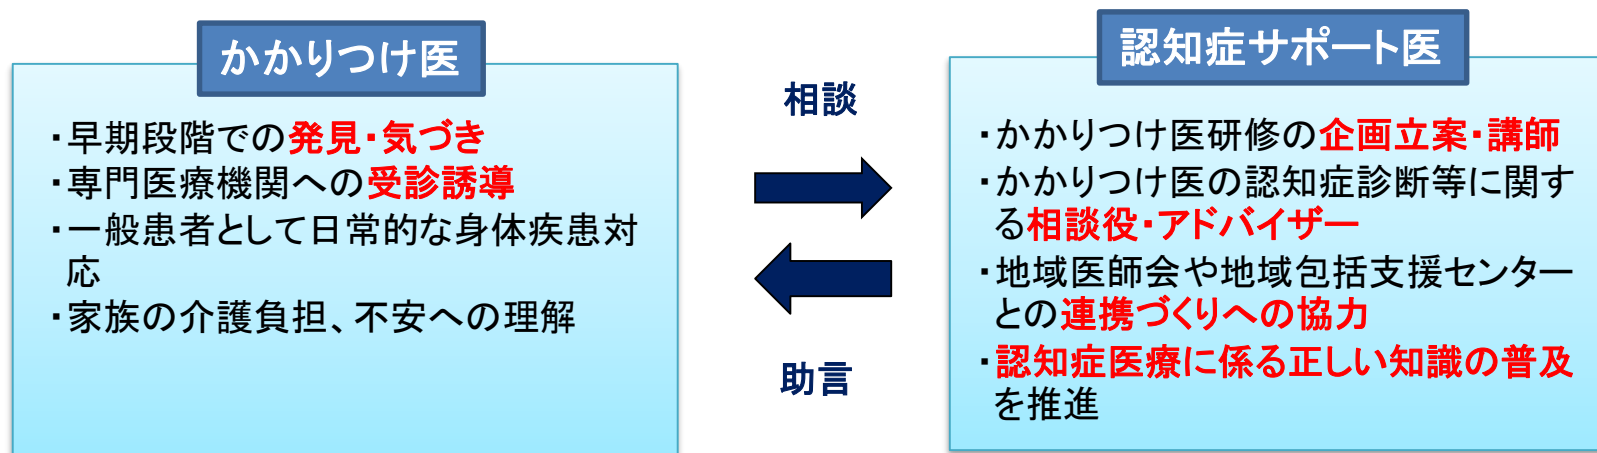 かかりつけ医
・早期段階での発見・気づき
・専門医療機関への受診誘導
・一般患者として日常的な身体疾患対
応
・家族の介護負担、不安への理解
相談
助言
認知症サポート医
・かかりつけ医研修の企画立案・講師
・かかりつけ医の認知症診断等に関す
る相談役・アドバイザー
・地域医師会や地域包括支援センター
との連携づくりへの協力
・認知症医療に係る正しい知識の普及
を推進